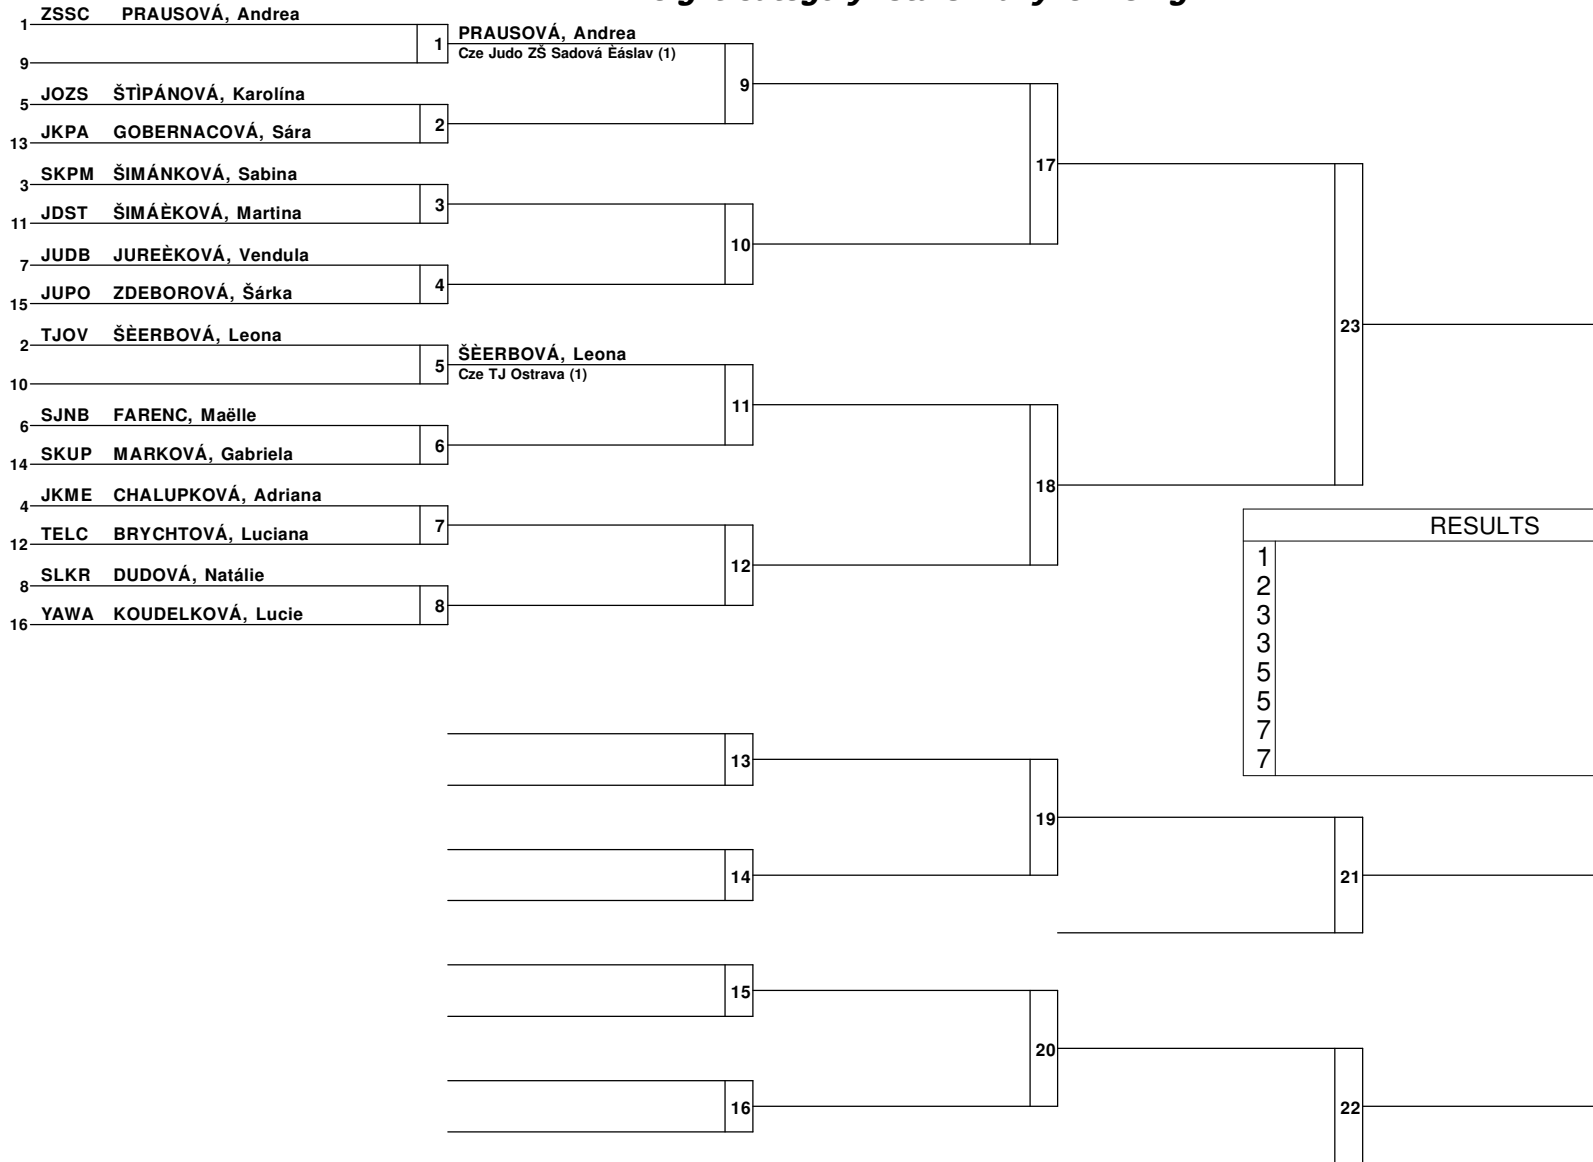 1 ZSSC PRAUSOVÁ, Andrea
9
1
PRAUSOVÁ, Andrea
Cze Judo ZŠ Sadová Èáslav (1)
5 JOZS ŠTÌPÁNOVÁ, Karolína
13 JKPA GOBERNACOVÁ, Sára
2
9
3 SKPM ŠIMÁNKOVÁ, Sabina
11 JDST ŠIMÁÈKOVÁ, Martina
3
17
7 JUDB JUREÈKOVÁ, Vendula
15 JUPO ZDEBOROVÁ, Šárka
4
10
2 TJOV ŠÈERBOVÁ, Leona
10
5
ŠÈERBOVÁ, Leona
Cze TJ Ostrava (1)
23
6 SJNB FARENC, Maëlle
14 SKUP MARKOVÁ, Gabriela
6
11
4 JKME CHALUPKOVÁ, Adriana
12 TELC BRYCHTOVÁ, Luciana
7
18
8 SLKR DUDOVÁ, Natálie
16 YAWA KOUDELKOVÁ, Lucie
8
12
RESULTS
1
2
3
3
5
5
7
7
13
19
14
21
15
20
16
22